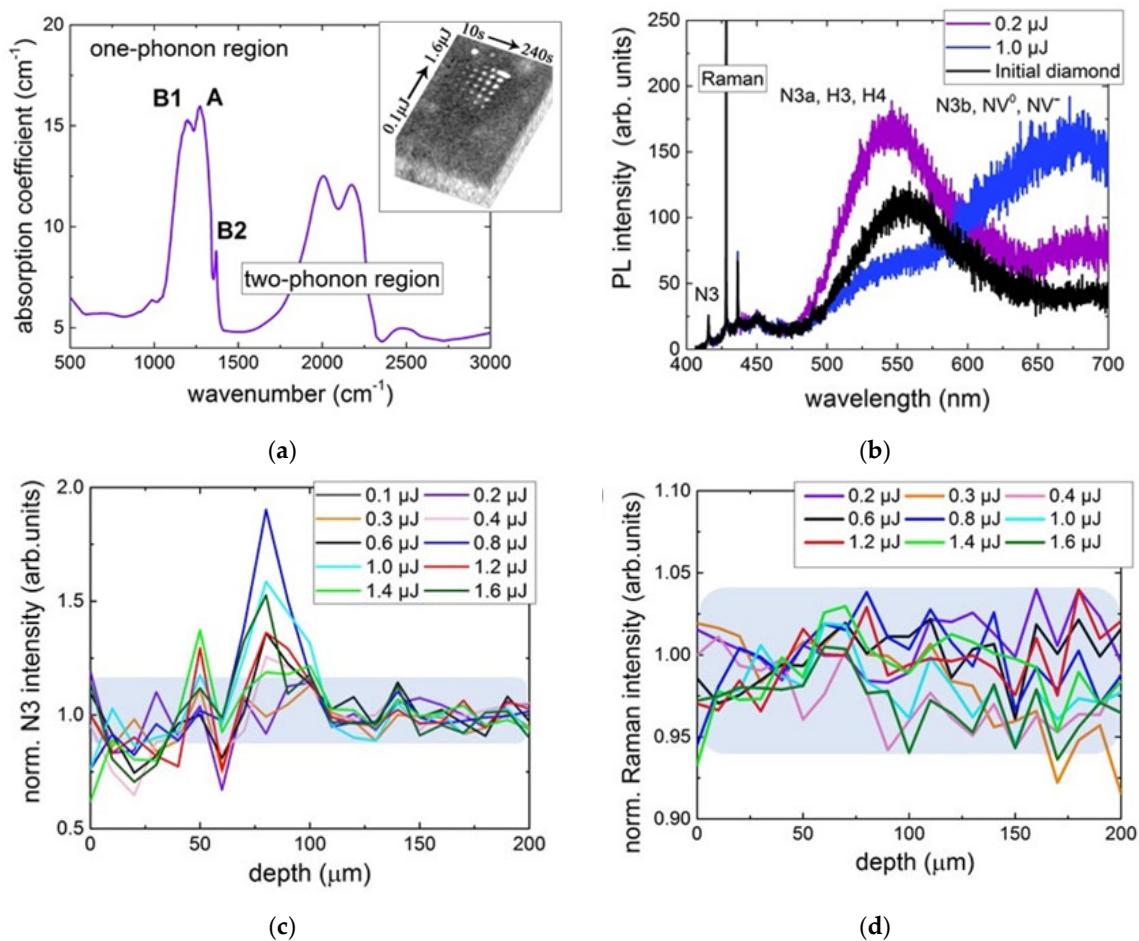 one-phonon region
B1
A
B2
two-phonon region
10s
240s
0.1μJ
1.6μJ
absorption coefficient (cm⁻¹)
20
15
10
5
500 1000 1500 2000 2500 3000
wavenumber (cm⁻¹)
(a)
0.2 μJ
1.0 μJ
Initial diamond
Raman
N3a, H3, H4
N3b, NV⁰, NV⁻
N3
PL intensity (arb. units)
250
200
150
100
50
0
400 450 500 550 600 650 700
wavelength (nm)
(b)
0.1 μJ 0.2 μJ
0.3 μJ 0.4 μJ
0.6 μJ 0.8 μJ
1.0 μJ 1.2 μJ
1.4 μJ 1.6 μJ
norm. N3 intensity (arb.units)
2.0
1.5
1.0
0.5
0 50 100 150 200
depth (μm)
(c)
0.2 μJ 0.3 μJ 0.4 μJ
0.6 μJ 0.8 μJ 1.0 μJ
1.2 μJ 1.4 μJ 1.6 μJ
norm. Raman intensity (arb.units)
1.10
1.05
1.00
0.95
0.90
0 50 100 150 200
depth (μm)
(d)